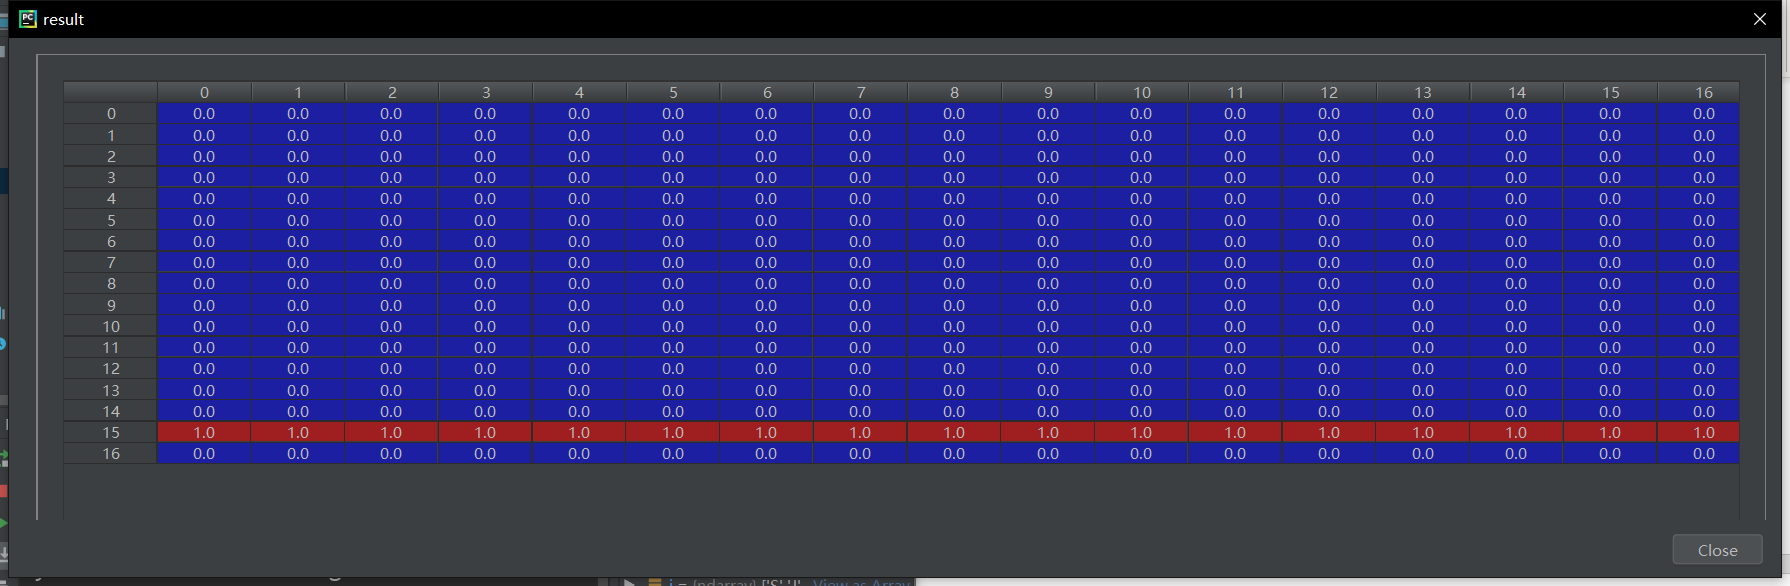 PC result
0 1 2 3 4 5 6 7 8 9 10 11 12 13 14 15 16
0 0.0 0.0 0.0 0.0 0.0 0.0 0.0 0.0 0.0 0.0 0.0 0.0 0.0 0.0 0.0 0.0 0.0
1 0.0 0.0 0.0 0.0 0.0 0.0 0.0 0.0 0.0 0.0 0.0 0.0 0.0 0.0 0.0 0.0 0.0
2 0.0 0.0 0.0 0.0 0.0 0.0 0.0 0.0 0.0 0.0 0.0 0.0 0.0 0.0 0.0 0.0 0.0
3 0.0 0.0 0.0 0.0 0.0 0.0 0.0 0.0 0.0 0.0 0.0 0.0 0.0 0.0 0.0 0.0 0.0
4 0.0 0.0 0.0 0.0 0.0 0.0 0.0 0.0 0.0 0.0 0.0 0.0 0.0 0.0 0.0 0.0 0.0
5 0.0 0.0 0.0 0.0 0.0 0.0 0.0 0.0 0.0 0.0 0.0 0.0 0.0 0.0 0.0 0.0 0.0
6 0.0 0.0 0.0 0.0 0.0 0.0 0.0 0.0 0.0 0.0 0.0 0.0 0.0 0.0 0.0 0.0 0.0
7 0.0 0.0 0.0 0.0 0.0 0.0 0.0 0.0 0.0 0.0 0.0 0.0 0.0 0.0 0.0 0.0 0.0
8 0.0 0.0 0.0 0.0 0.0 0.0 0.0 0.0 0.0 0.0 0.0 0.0 0.0 0.0 0.0 0.0 0.0
9 0.0 0.0 0.0 0.0 0.0 0.0 0.0 0.0 0.0 0.0 0.0 0.0 0.0 0.0 0.0 0.0 0.0
10 0.0 0.0 0.0 0.0 0.0 0.0 0.0 0.0 0.0 0.0 0.0 0.0 0.0 0.0 0.0 0.0 0.0
11 0.0 0.0 0.0 0.0 0.0 0.0 0.0 0.0 0.0 0.0 0.0 0.0 0.0 0.0 0.0 0.0 0.0
12 0.0 0.0 0.0 0.0 0.0 0.0 0.0 0.0 0.0 0.0 0.0 0.0 0.0 0.0 0.0 0.0 0.0
13 0.0 0.0 0.0 0.0 0.0 0.0 0.0 0.0 0.0 0.0 0.0 0.0 0.0 0.0 0.0 0.0 0.0
14 0.0 0.0 0.0 0.0 0.0 0.0 0.0 0.0 0.0 0.0 0.0 0.0 0.0 0.0 0.0 0.0 0.0
15 1.0 1.0 1.0 1.0 1.0 1.0 1.0 1.0 1.0 1.0 1.0 1.0 1.0 1.0 1.0 1.0 1.0
16 0.0 0.0 0.0 0.0 0.0 0.0 0.0 0.0 0.0 0.0 0.0 0.0 0.0 0.0 0.0 0.0 0.0
Close
{ndarray} View as Array